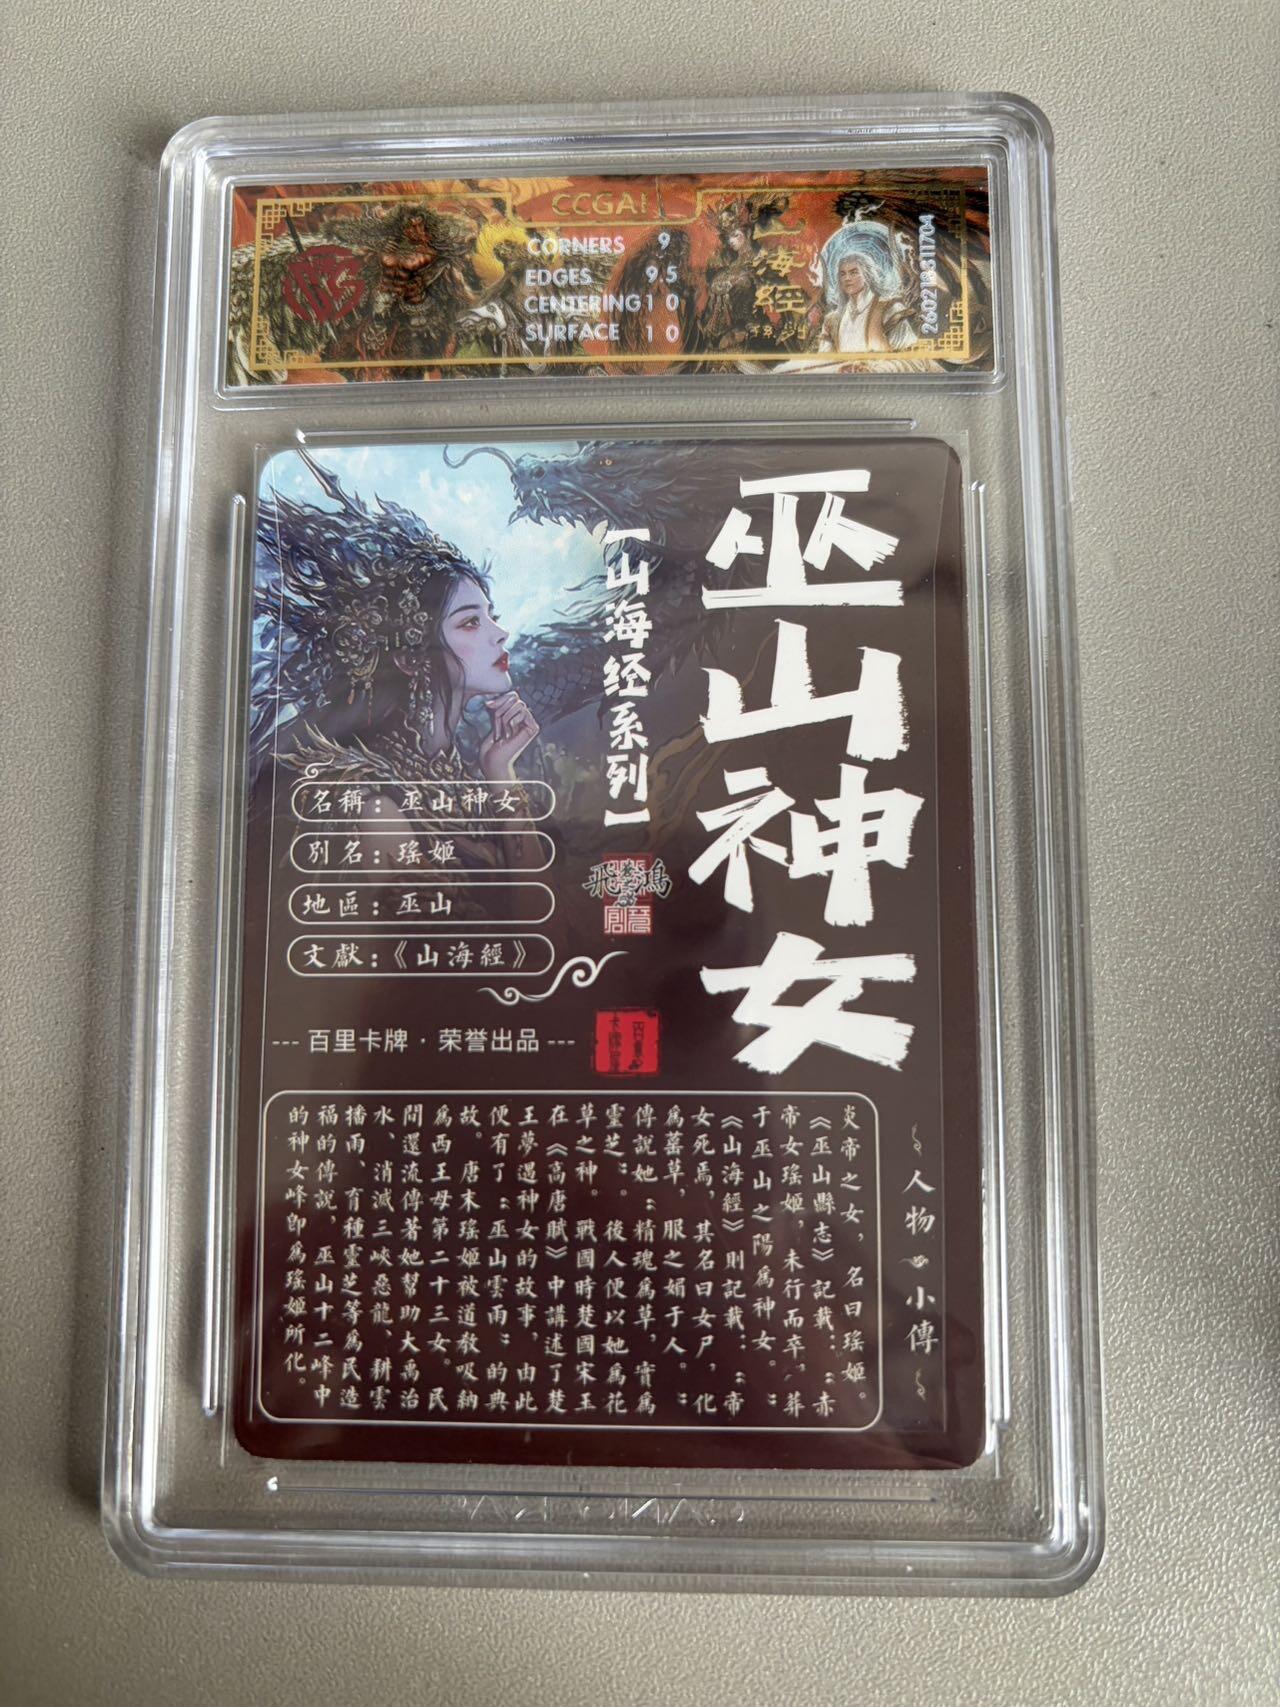 CCGAI
CORNERS 9
EDGES 9.5
CENTERING 10
SURFACE 10
山海經
巫山神女
【山海经系列】
名稱：巫山神女
別名：瑤姬
地區：巫山
文獻：《山海經》
飛鴻
--- 百里卡牌 · 荣誉出品 ---
人物小傳
炎帝之女，名曰瑤姬。
《巫山縣志》記載：：赤
帝女瑤姬，未行而卒，葬
于巫山之陽為神女。：
《山海經》則記載：：帝
女死焉，其名曰女尸，化
為䔄草，服之媚于人。：
傳說她：精魂為草，實為
靈芝：。後人便以她為花
草之神。戰國時楚國宋玉
在《高唐賦》中講述了楚
王夢遇神女的故事，由此
便有了：巫山雲雨：的典
故。唐末瑤姬被道教吸納
為西王母第二十三女。民
間還流傳著她幫助大禹治
水、消滅三峽惡龍、耕雲
播雨、育種靈芝等為民造
福的傳說，巫山十二峰中
的神女峰即為瑤姬所化。